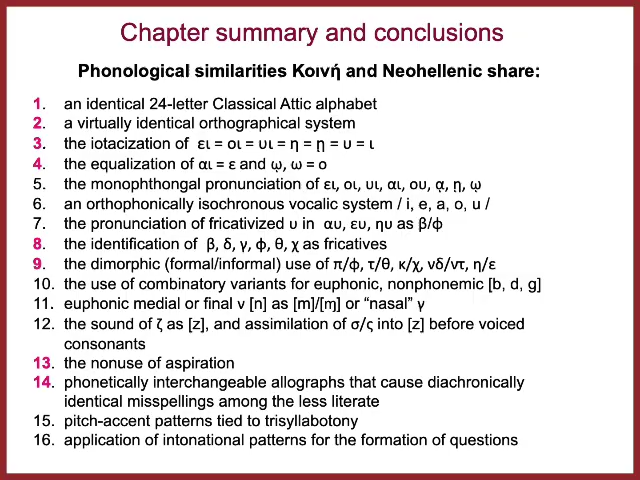 Chapter summary and conclusions
Phonological similarities Κοινή and Neohellenic share:
1. an identical 24-letter Classical Attic alphabet
2. a virtually identical orthographical system
3. the iotacization of ει = οι = υι = η = ῃ = υ = ι
4. the equalization of αι = ε and ῳ, ω = ο
5. the monophthongal pronunciation of ει, οι, υι, αι, ου, ᾳ, ῃ, ῳ
6. an orthophonically isochronous vocalic system / i, e, a, o, u /
7. the pronunciation of fricativized υ in αυ, ευ, ηυ as β/φ
8. the identification of β, δ, γ, φ, θ, χ as fricatives
9. the dimorphic (formal/informal) use of π/φ, τ/θ, κ/χ, νδ/ντ, η/ε
10. the use of combinatory variants for euphonic, nonphonemic [b, d, g]
11. euphonic medial or final ν [n] as [m]/[ɱ] or “nasal” γ
12. the sound of ζ as [z], and assimilation of σ/ς into [z] before voiced
consonants
13. the nonuse of aspiration
14. phonetically interchangeable allographs that cause diachronically
identical misspellings among the less literate
15. pitch-accent patterns tied to trisyllabotony
16. application of intonational patterns for the formation of questions